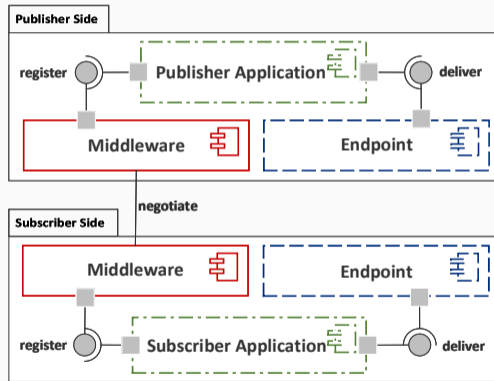 Publisher Side
register
Publisher Application
deliver
Middleware
Endpoint
negotiate
Subscriber Side
Middleware
Endpoint
register
Subscriber Application
deliver